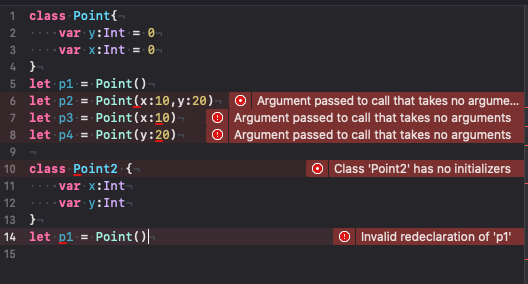 1 class Point{
2 var y:Int = 0
3 var x:Int = 0
4 }
5 let p1 = Point()
6 let p2 = Point(x:10,y:20) Argument passed to call that takes no argume...
7 let p3 = Point(x:10) Argument passed to call that takes no arguments
8 let p4 = Point(y:20) Argument passed to call that takes no arguments
9
10 class Point2 { Class 'Point2' has no initializers
11 var x:Int
12 var y:Int
13 }
14 let p1 = Point() Invalid redeclaration of 'p1'
15